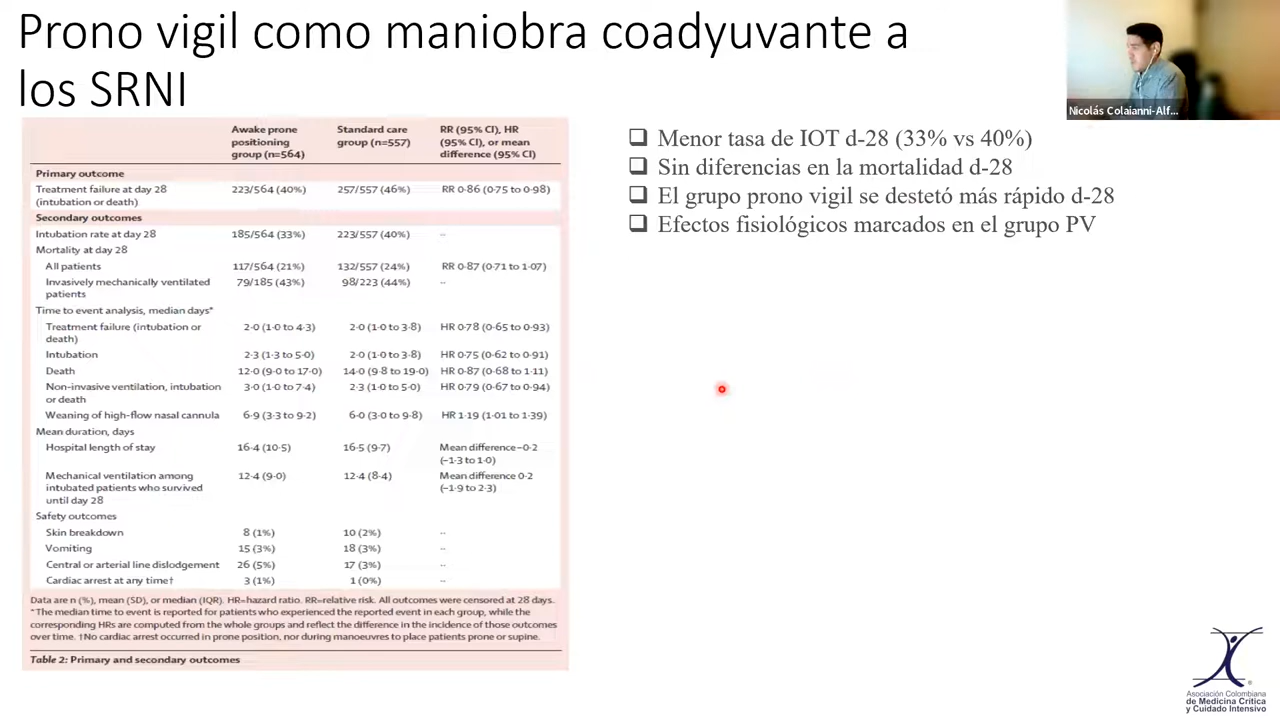 Prono vigil como maniobra coadyuvante a
los SRNI
Nicolás Colaianni-Alf...
Awake prone positioning group (n=564) Standard care group (n=557) RR (95% CI), HR (95% CI), or mean difference (95% CI)
Primary outcome
Treatment failure at day 28 (intubation or death) 223/564 (40%) 257/557 (46%) RR 0·86 (0·75 to 0·98)
Secondary outcomes
Intubation rate at day 28 185/564 (33%) 223/557 (40%) ··
Mortality at day 28
All patients 117/564 (21%) 132/557 (24%) RR 0·87 (0·71 to 1·07)
Invasively mechanically ventilated patients 79/185 (43%) 98/223 (44%) ··
Time to event analysis, median days*
Treatment failure (intubation or death) 2·0 (1·0 to 4·3) 2·0 (1·0 to 3·8) HR 0·78 (0·65 to 0·93)
Intubation 2·3 (1·3 to 5·0) 2·0 (1·0 to 3·8) HR 0·75 (0·62 to 0·91)
Death 12·0 (9·0 to 17·0) 14·0 (9·8 to 19·0) HR 0·87 (0·68 to 1·11)
Non-invasive ventilation, intubation or death 3·0 (1·0 to 7·4) 2·3 (1·0 to 5·0) HR 0·79 (0·67 to 0·94)
Weaning of high-flow nasal cannula 6·9 (3·3 to 9·2) 6·0 (3·0 to 9·8) HR 1·19 (1·01 to 1·39)
Mean duration, days
Hospital length of stay 16·4 (10·5) 16·5 (9·7) Mean difference –0·2 (–1·3 to 1·0)
Mechanical ventilation among intubated patients who survived until day 28 12·4 (9·0) 12·4 (8·4) Mean difference 0·2 (–1·9 to 2·3)
Safety outcomes
Skin breakdown 8 (1%) 10 (2%) ··
Vomiting 15 (3%) 18 (3%) ··
Central or arterial line dislodgement 26 (5%) 17 (3%) ··
Cardiac arrest at any time† 3 (1%) 1 (0%) ··
Data are n (%), mean (SD), or median (IQR). HR=hazard ratio. RR=relative risk. All outcomes were censored at 28 days.
*The median time to event is reported for patients who experienced the reported event in each group, while the
corresponding HRs are computed from the whole groups and reflect the difference in the incidence of those outcomes
over time. †No cardiac arrest occurred in prone position, nor during manoeuvres to place patients prone or supine.
Table 2: Primary and secondary outcomes
Menor tasa de IOT d-28 (33% vs 40%)
Sin diferencias en la mortalidad d-28
El grupo prono vigil se destetó más rápido d-28
Efectos fisiológicos marcados en el grupo PV
Asociación Colombiana
de Medicina Crítica
y Cuidado Intensivo